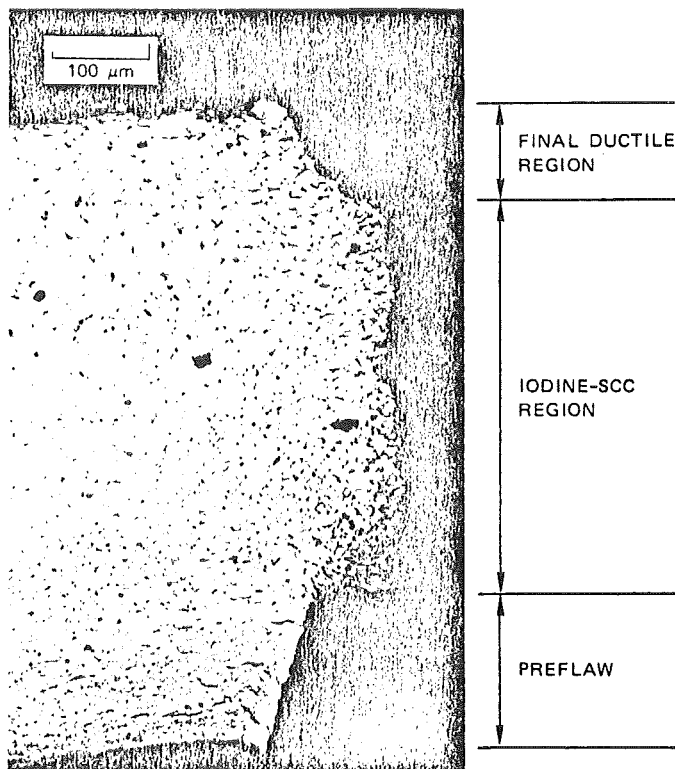 100 μm
FINAL DUCTILE
REGION
IODINE-SCC
REGION
PREFLAW